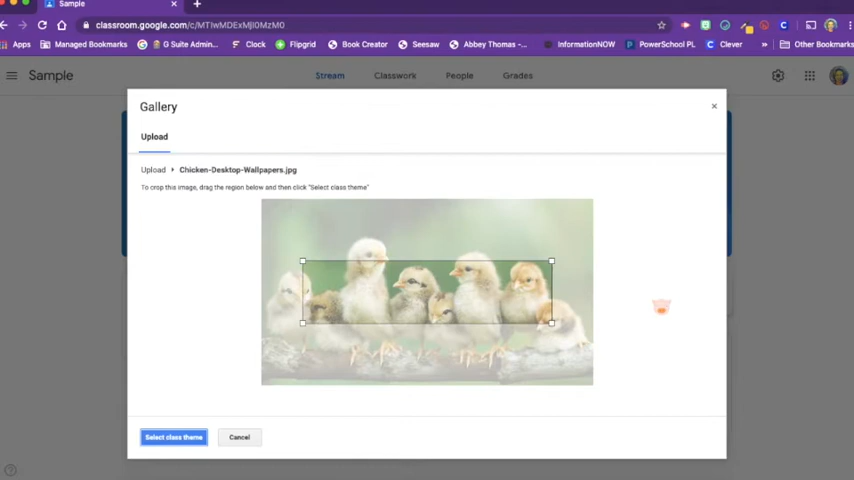 Sample
classroom.google.com/c/MTIwMDExMjI0MzM0
Apps Managed Bookmarks G Suite Admin... Clock Flipgrid Book Creator Seesaw Abbey Thomas -... InformationNOW PowerSchool PL Clever » Other Bookmarks
Sample Stream Classwork People Grades
Gallery
Upload
Upload Chicken-Desktop-Wallpapers.jpg
To crop this image, drag the region below and then click "Select class theme"
Select class theme Cancel